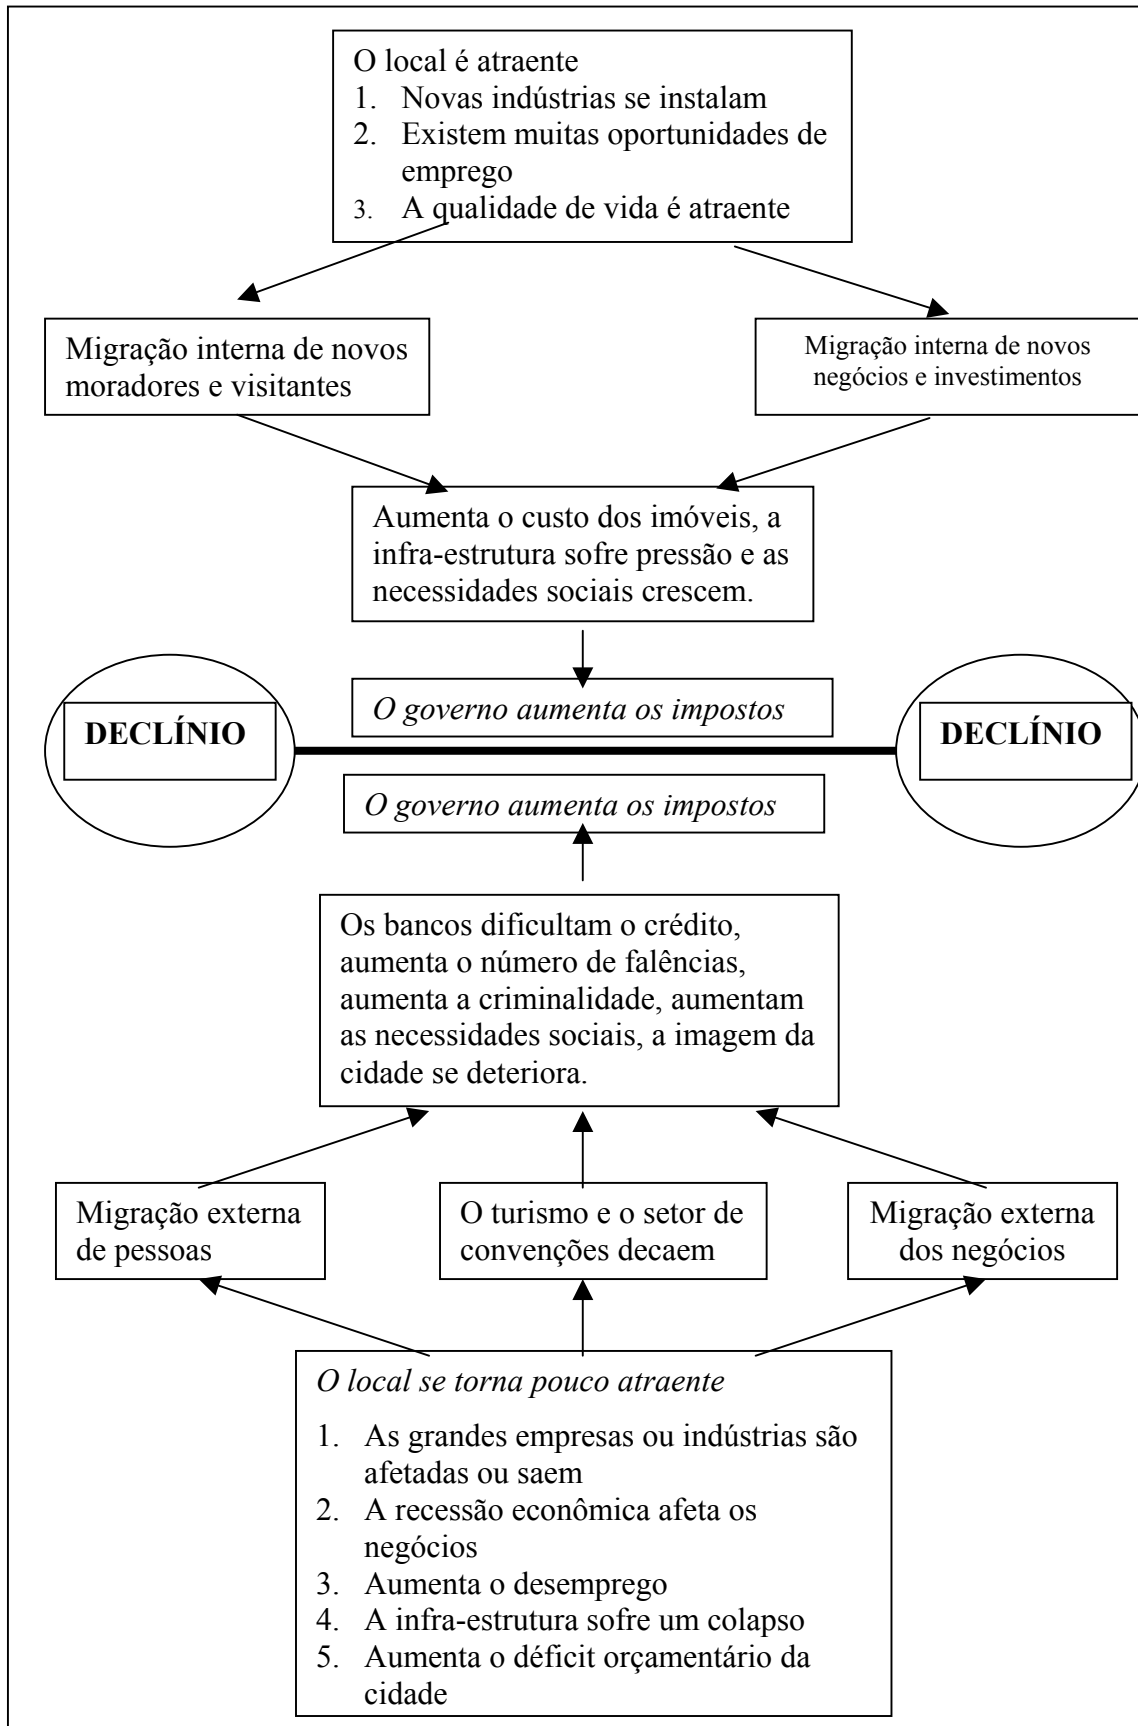 O local é atraente
1. Novas indústrias se instalam
2. Existem muitas oportunidades de
emprego
3. A qualidade de vida é atraente
Migração interna de novos
moradores e visitantes
Migração interna de novos
negócios e investimentos
Aumenta o custo dos imóveis, a
infra-estrutura sofre pressão e as
necessidades sociais crescem.
O governo aumenta os impostos
DECLÍNIO
DECLÍNIO
O governo aumenta os impostos
Os bancos dificultam o crédito,
aumenta o número de falências,
aumenta a criminalidade, aumentam
as necessidades sociais, a imagem da
cidade se deteriora.
Migração externa
de pessoas
O turismo e o setor de
convenções decaem
Migração externa
dos negócios
O local se torna pouco atraente
1. As grandes empresas ou indústrias são
afetadas ou saem
2. A recessão econômica afeta os
negócios
3. Aumenta o desemprego
4. A infra-estrutura sofre um colapso
5. Aumenta o déficit orçamentário da
cidade